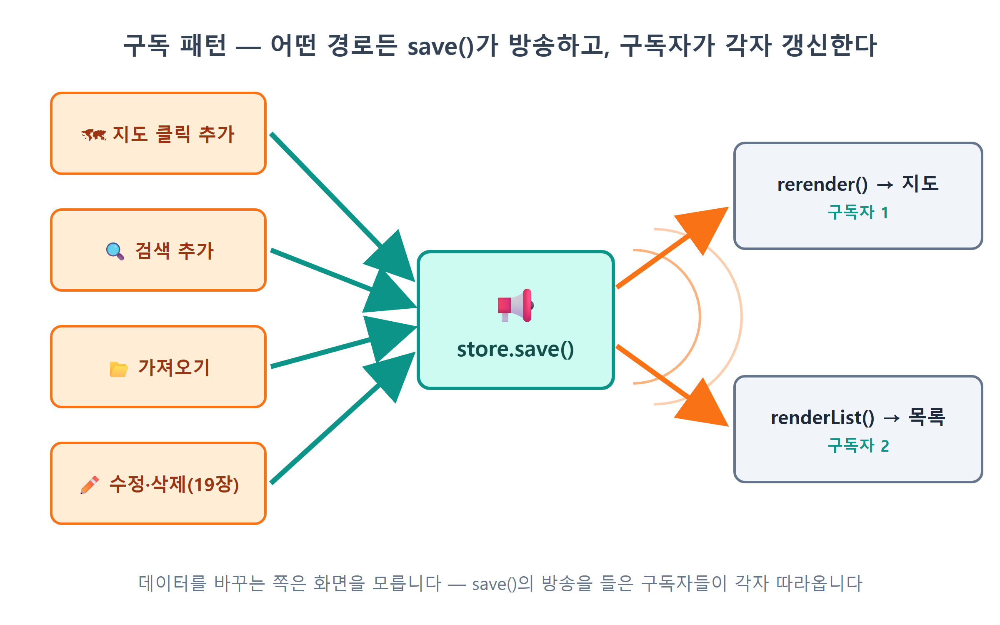 구독 패턴 — 어떤 경로든 save()가 방송하고, 구독자가 각자 갱신한다
🗺 지도 클릭 추가
🔍 검색 추가
📂 가져오기
✏️ 수정·삭제(19장)
📢
store.save()
rerender() → 지도
구독자 1
renderList() → 목록
구독자 2
데이터를 바꾸는 쪽은 화면을 모릅니다 — save()의 방송을 들은 구독자들이 각자 따라옵니다